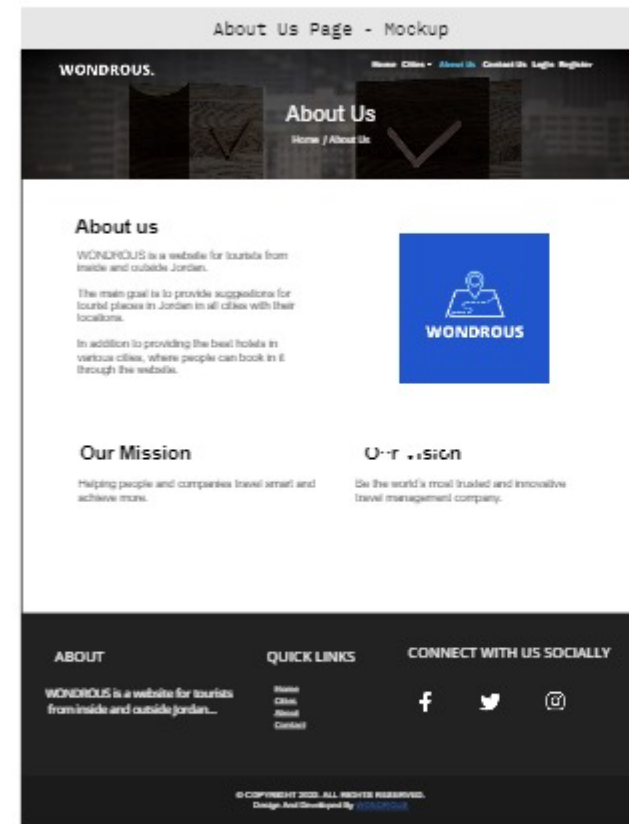 About Us Page - Mockup
WONDROUS.
Home Cities About Us Contact Us Login Register
About Us
Home / About Us
About us
WONDROUS is a website for tourists from
inside and outside Jordan.
The main goal is to provide suggestions for
tourist places in Jordan in all cities with their
locations.
In addition to providing the best hotels in
various cities, where people can book in it
through the website.
WONDROUS
Our Mission
Helping people and companies travel smart and
achieve more.
Be the world's most trusted and innovative
travel management company.
ABOUT
WONDROUS is a website for tourists
from inside and outside Jordan...
QUICK LINKS
Home
Cities
About
Contact
CONNECT WITH US SOCIALLY
© COPYRIGHT 2022. ALL RIGHTS RESERVED.
Design And Developed By WONDROUS